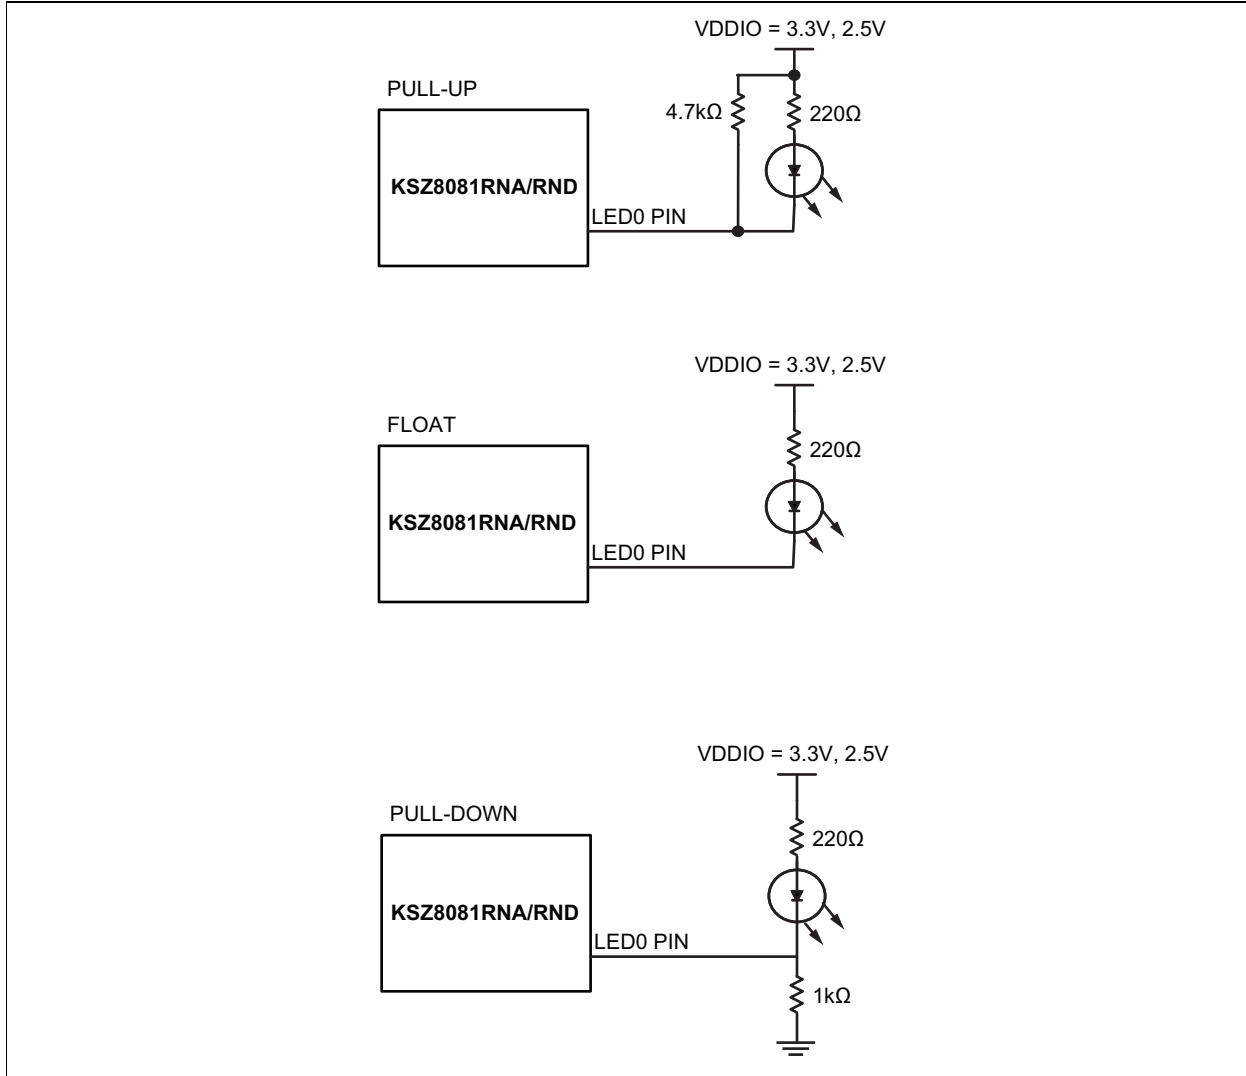 VDDIO = 3.3V, 2.5V
PULL-UP
4.7kΩ
220Ω
KSZ8081RNA/RND
LED0 PIN
VDDIO = 3.3V, 2.5V
FLOAT
220Ω
KSZ8081RNA/RND
LED0 PIN
VDDIO = 3.3V, 2.5V
PULL-DOWN
220Ω
KSZ8081RNA/RND
LED0 PIN
1kΩ